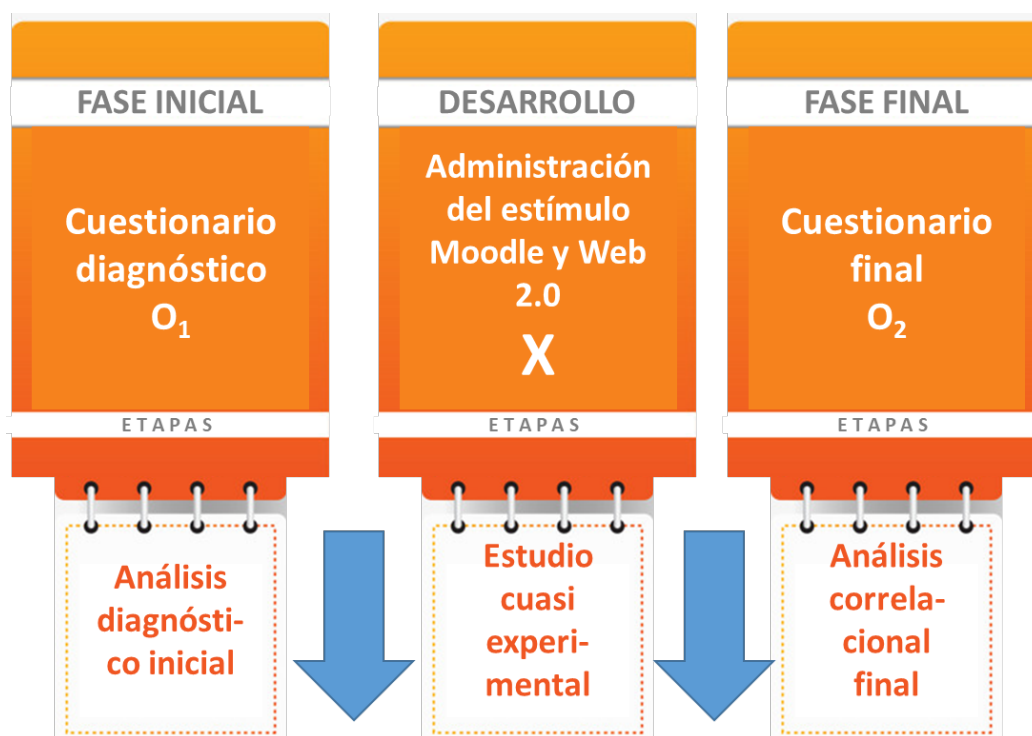 FASE INICIAL
Cuestionario
diagnóstico
O₁
ETAPAS
Análisis
diagnósti-
co inicial
DESARROLLO
Administración
del estímulo
Moodle y Web
2.0
X
ETAPAS
Estudio
cuasi
experi-
mental
FASE FINAL
Cuestionario
final
O₂
ETAPAS
Análisis
correla-
cional
final